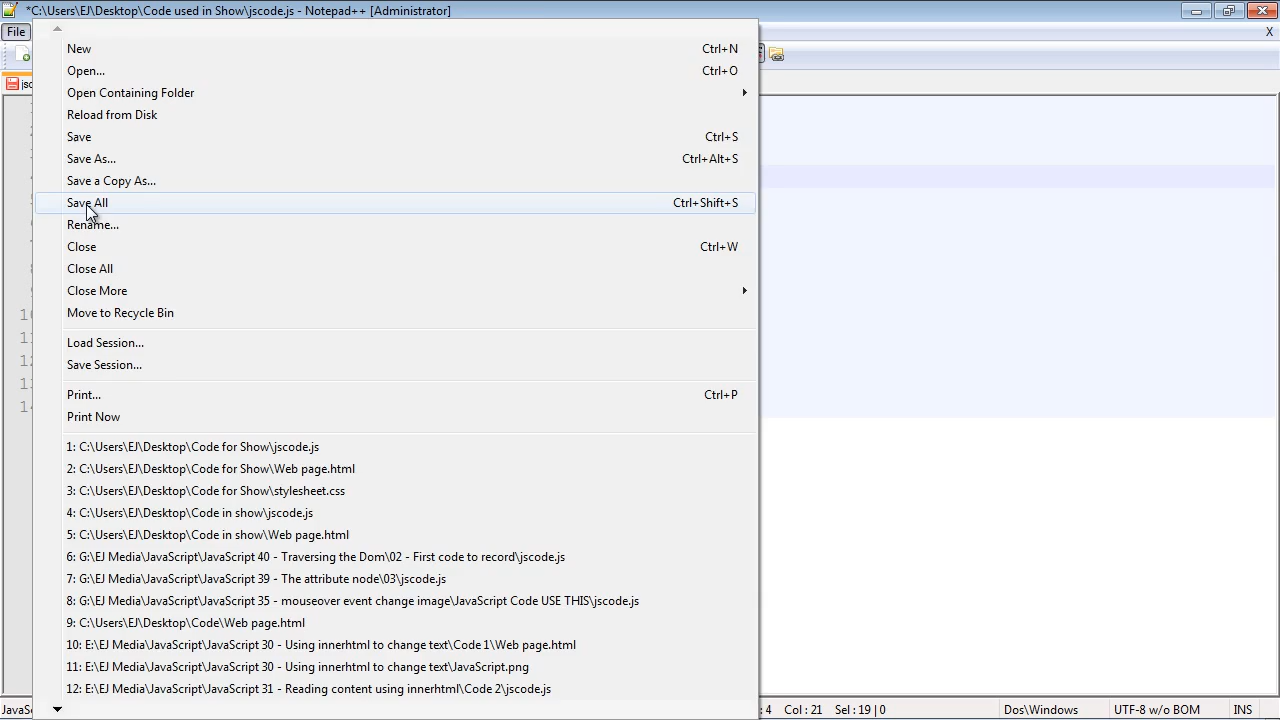 *C:\Users\EJ\Desktop\Code used in Show\jscode.js - Notepad++ [Administrator]
File X
New Ctrl+N
Open... Ctrl+O
Open Containing Folder
Reload from Disk
Save Ctrl+S
Save As... Ctrl+Alt+S
Save a Copy As...
Save All Ctrl+Shift+S
Rename...
Close Ctrl+W
Close All
Close More
Move to Recycle Bin
Load Session...
Save Session...
Print... Ctrl+P
Print Now
1: C:\Users\EJ\Desktop\Code for Show\jscode.js
2: C:\Users\EJ\Desktop\Code for Show\Web page.html
3: C:\Users\EJ\Desktop\Code for Show\stylesheet.css
4: C:\Users\EJ\Desktop\Code in show\jscode.js
5: C:\Users\EJ\Desktop\Code in show\Web page.html
6: G:\EJ Media\JavaScript\JavaScript 40 - Traversing the Dom\02 - First code to record\jscode.js
7: G:\EJ Media\JavaScript\JavaScript 39 - The attribute node\03\jscode.js
8: G:\EJ Media\JavaScript\JavaScript 35 - mouseover event change image\JavaScript Code USE THIS\jscode.js
9: C:\Users\EJ\Desktop\Code\Web page.html
10: E:\EJ Media\JavaScript\JavaScript 30 - Using innerhtml to change text\Code 1\Web page.html
11: E:\EJ Media\JavaScript\JavaScript 30 - Using innerhtml to change text\JavaScript.png
12: E:\EJ Media\JavaScript\JavaScript 31 - Reading content using innerhtml\Code 2\jscode.js
: 4 Col : 21 Sel : 19 | 0 Dos\Windows UTF-8 w/o BOM INS